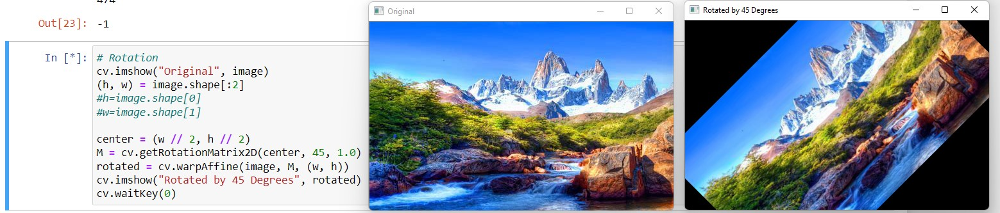 474
Out[23]: -1
In [*]: # Rotation
cv.imshow("Original", image)
(h, w) = image.shape[:2]
#h=image.shape[0]
#w=image.shape[1]
center = (w // 2, h // 2)
M = cv.getRotationMatrix2D(center, 45, 1.0)
rotated = cv.warpAffine(image, M, (w, h))
cv.imshow("Rotated by 45 Degrees", rotated)
cv.waitKey(0)
Original
Rotated by 45 Degrees